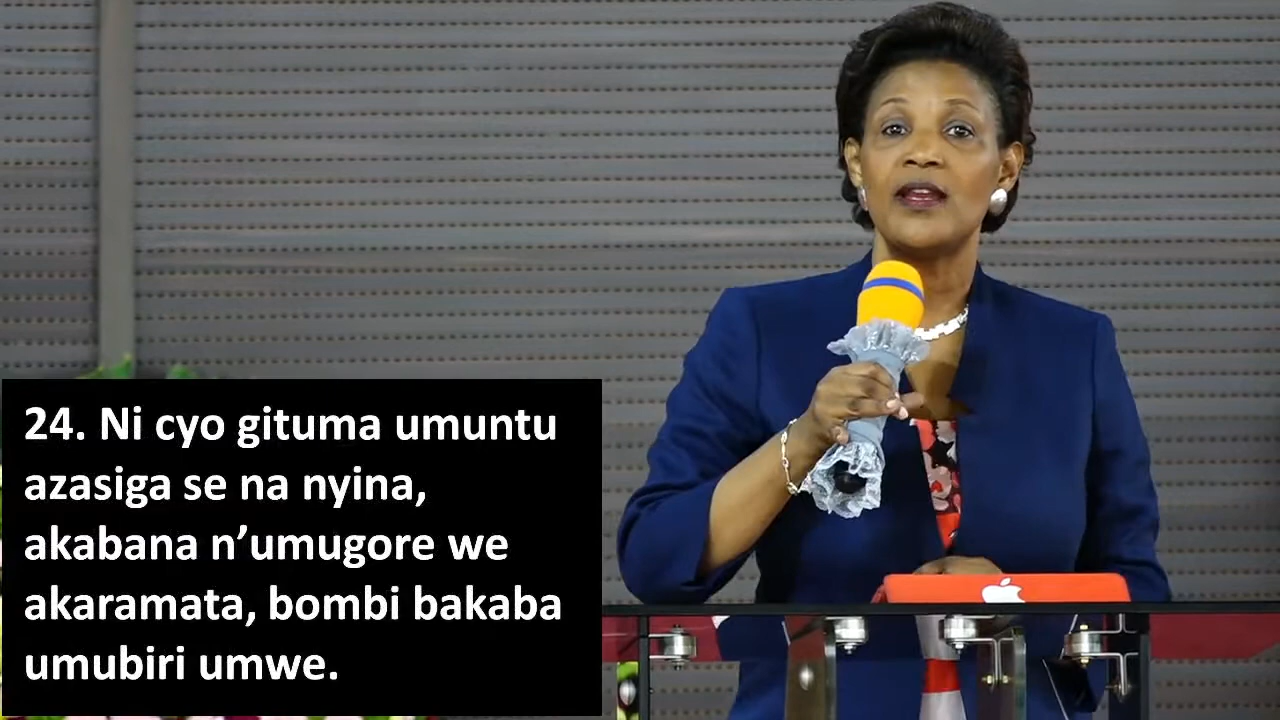 24. Ni cyo gituma umuntu
azasiga se na nyina,
akabana n’umugore we
akaramata, bombi bakaba
umubiri umwe.